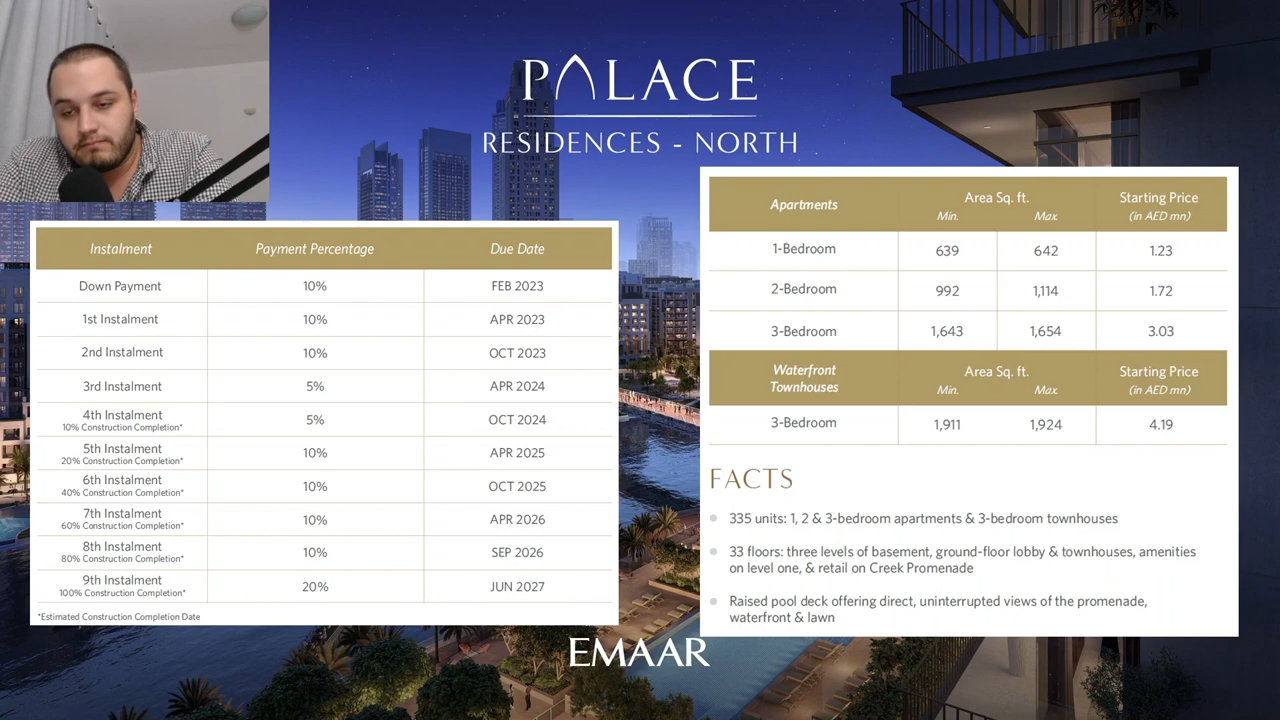 PALACE
RESIDENCES - NORTH
Instalment Payment Percentage Due Date
Down Payment 10% FEB 2023
1st Instalment 10% APR 2023
2nd Instalment 10% OCT 2023
3rd Instalment 5% APR 2024
4th Instalment 5% OCT 2024
10% Construction Completion*
5th Instalment 10% APR 2025
20% Construction Completion*
6th Instalment 10% OCT 2025
40% Construction Completion*
7th Instalment 10% APR 2026
60% Construction Completion*
8th Instalment 10% SEP 2026
80% Construction Completion*
9th Instalment 20% JUN 2027
100% Construction Completion*
*Estimated Construction Completion Date
Apartments Area Sq. ft. Starting Price
Min. Max. (in AED mn)
1-Bedroom 639 642 1.23
2-Bedroom 992 1,114 1.72
3-Bedroom 1,643 1,654 3.03
Waterfront Area Sq. ft. Starting Price
Townhouses Min. Max. (in AED mn)
3-Bedroom 1,911 1,924 4.19
FACTS
335 units: 1, 2 & 3-bedroom apartments & 3-bedroom townhouses
33 floors: three levels of basement, ground-floor lobby & townhouses, amenities
on level one, & retail on Creek Promenade
Raised pool deck offering direct, uninterrupted views of the promenade,
waterfront & lawn
EMAAR